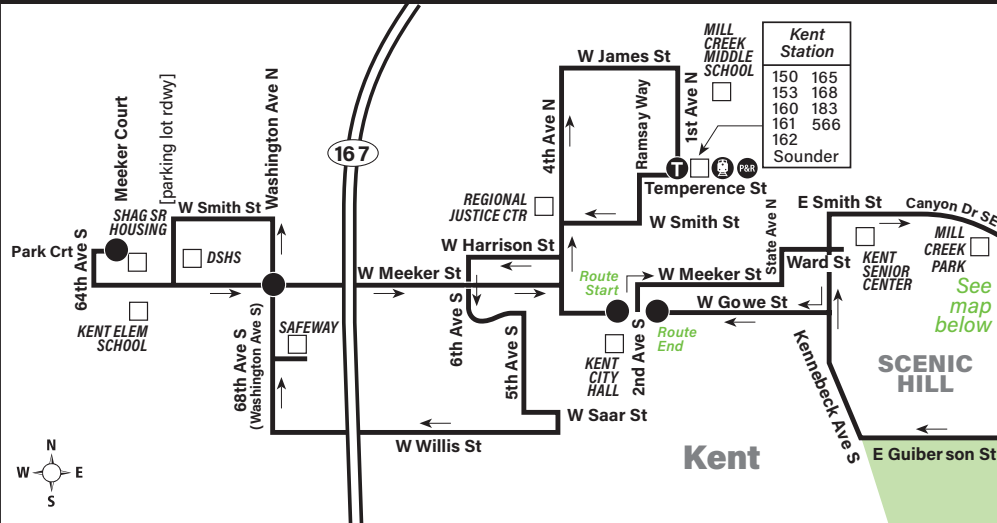 MILL
CREEK
MIDDLE
SCHOOL
Kent
Station
150 165
153 168
160 183
161 566
162
Sounder
W James St
4th Ave N
Ramsay Way
1st Ave N
T
P&R
Temperence St
Meeker Court
[parking lot rdwy]
Washington Ave N
167
SHAG SR
HOUSING
W Smith St
REGIONAL
JUSTICE CTR
W Smith St
State Ave N
E Smith St
Canyon Dr SE
Park Crt
64th Ave S
DSHS
W Harrison St
W Meeker St
Route
Start
W Meeker St
Ward St
KENT
SENIOR
CENTER
MILL
CREEK
PARK
See
map
below
KENT ELEM
SCHOOL
68th Ave S
(Washington Ave S)
SAFEWAY
6th Ave S
5th Ave S
KENT
CITY
HALL
2nd Ave S
W Gowe St
Route
End
Kennebeck Ave S
SCENIC
HILL
W Saar St
W Willis St
Kent
E Guiber son St
N
W E
S